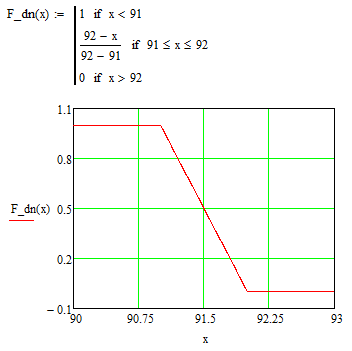 F_dn(x) := 1 if x < 91
92 − x
92 − 91
if 91 ≤ x ≤ 92
0 if x > 92
1.1
0.8
F_dn(x) 0.5
0.2
− 0.1
90 90.75 91.5 92.25 93
x